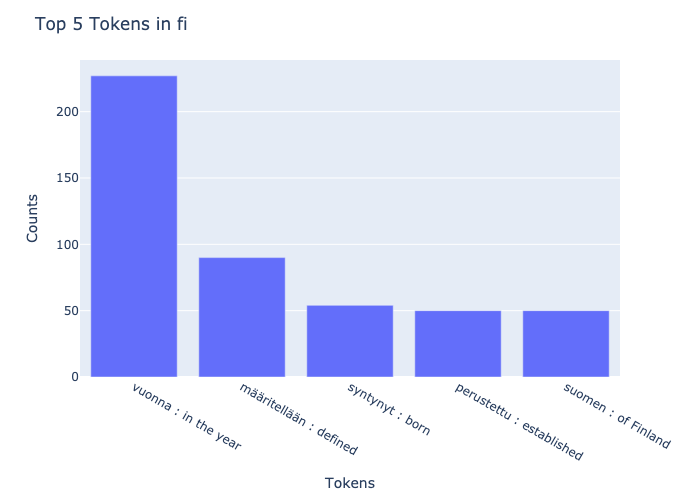 Top 5 Tokens in fi
Counts
200
150
100
50
0
vuonna : in the year
määritellään : defined
syntynyt : born
perustettu : established
suomen : of Finland
Tokens